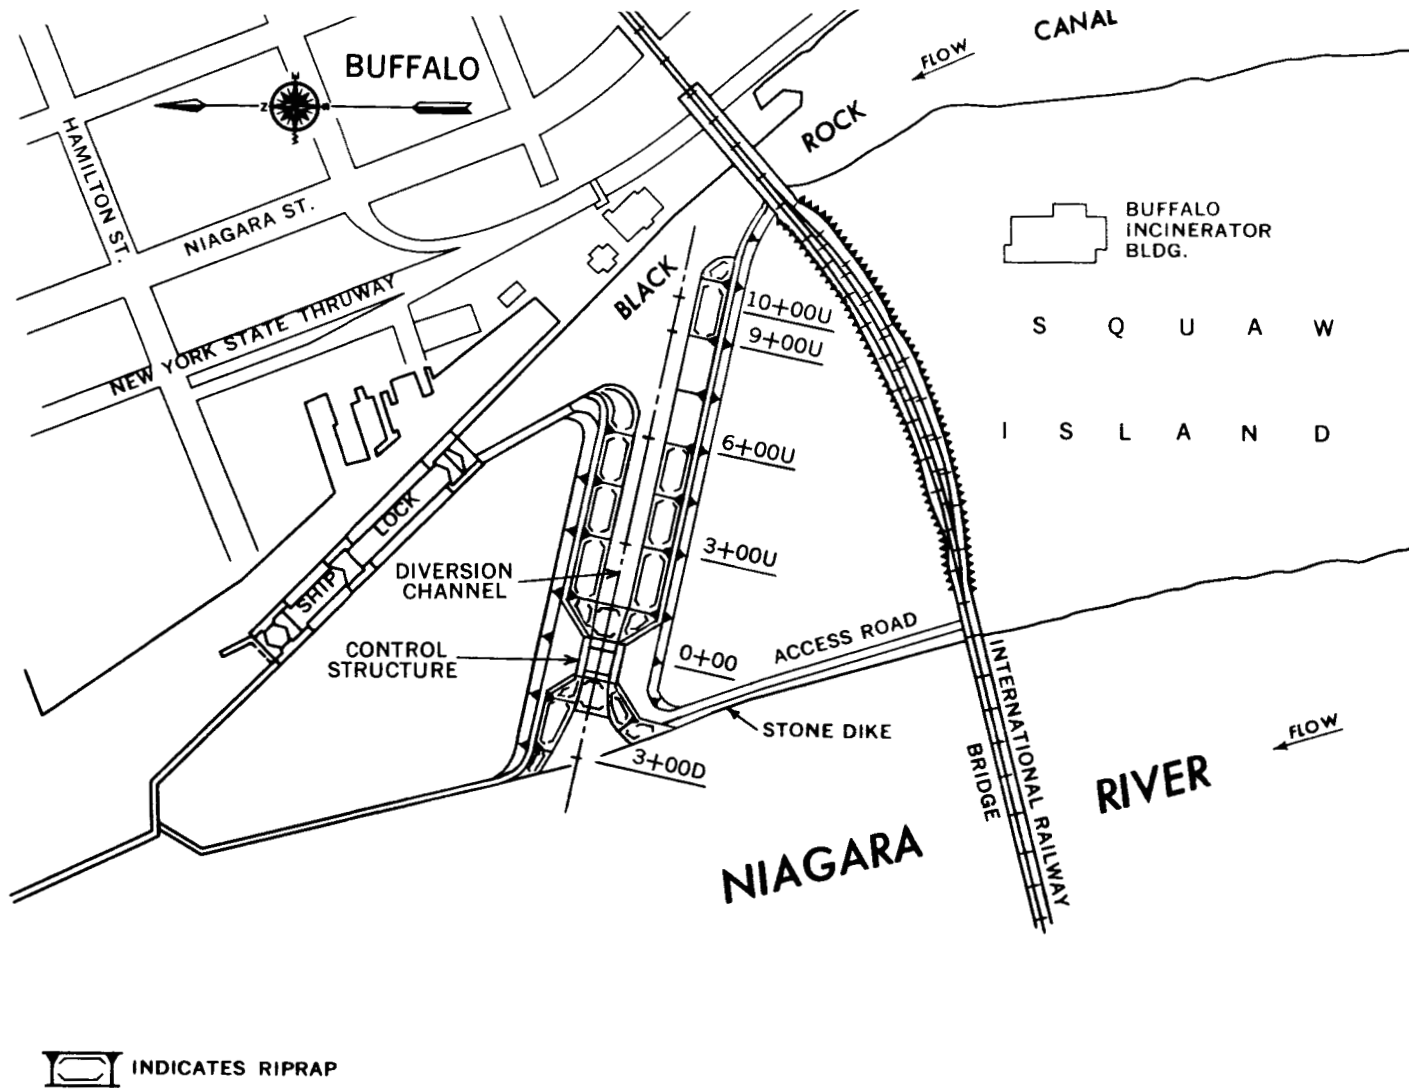 CANAL
FLOW
BUFFALO
N
Z
W
ROCK
HAMILTON ST.
NIAGARA ST.
BUFFALO
INCINERATOR
BLDG.
BLACK
NEW YORK STATE THRUWAY
10+00U
9+00U
SQUAW
ISLAND
6+00U
SHIP LOCK
3+00U
DIVERSION
CHANNEL
CONTROL
STRUCTURE
ACCESS ROAD
0+00
STONE DIKE
INTERNATIONAL RAILWAY
BRIDGE
FLOW
3+00D
NIAGARA RIVER
INDICATES RIPRAP